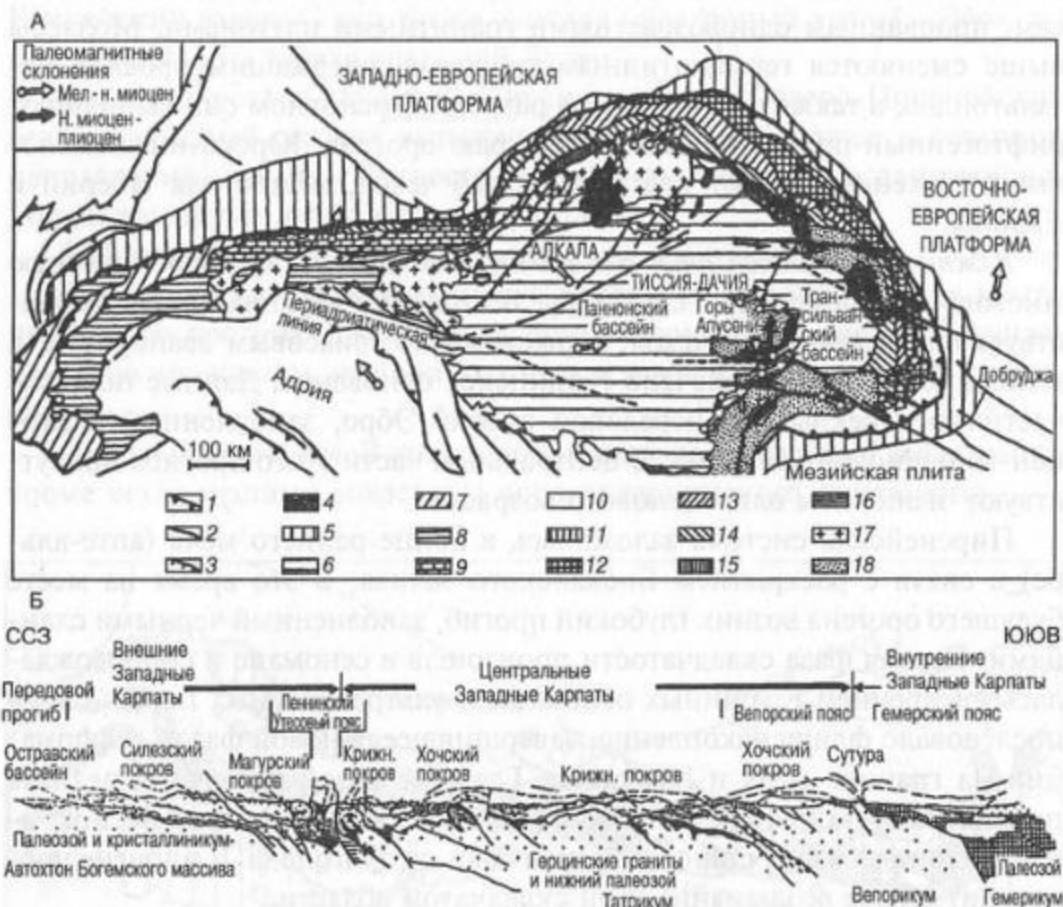 А
Палеомагнитные
склонения
Мел - н. миоцен
Н. миоцен -
плиоцен
ЗАПАДНО-ЕВРОПЕЙСКАЯ
ПЛАТФОРМА
ВОСТОЧНО-
ЕВРОПЕЙСКАЯ
ПЛАТФОРМА
АЛКАЛА
ТИССИЯ-ДАЧИЯ
Паннонский
бассейн
Горы
Апусени
Тран-
сильван-
ский
бассейн
Периадриатическая
линия
Адрия
Добруджа
100 км
Мезийская плита
1 4 7 10 13 16
2 5 8 11 14 17
3 6 9 12 15 18
Б
ССЗ
ЮЮВ
Внешние
Западные
Карпаты
Центральные
Западные Карпаты
Внутренние
Западные Карпаты
Передовой
прогиб
Пенинский
Утесовый пояс
Вепорский пояс
Гемерский пояс
Остравский
бассейн
Силезский
покров
Магурский
покров
Крижн.
покров
Хочский
покров
Крижн. покров
Хочский
покров
Сутура
Палеозой и кристаллиникум-
Автохтон Богемского массива
Герцинские граниты
и нижний палеозой
Татрикум
Вепорикум
Палеозой
Гемерикум